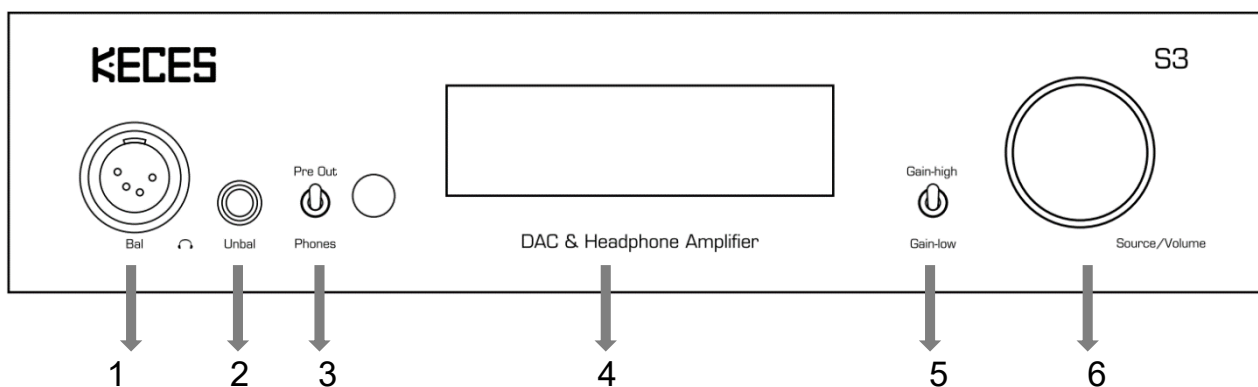 KECES
S3
Pre Out
Gain-high
Bal
Unbal
Phones
DAC & Headphone Amplifier
Gain-low
Source/Volume
1 2 3 4 5 6